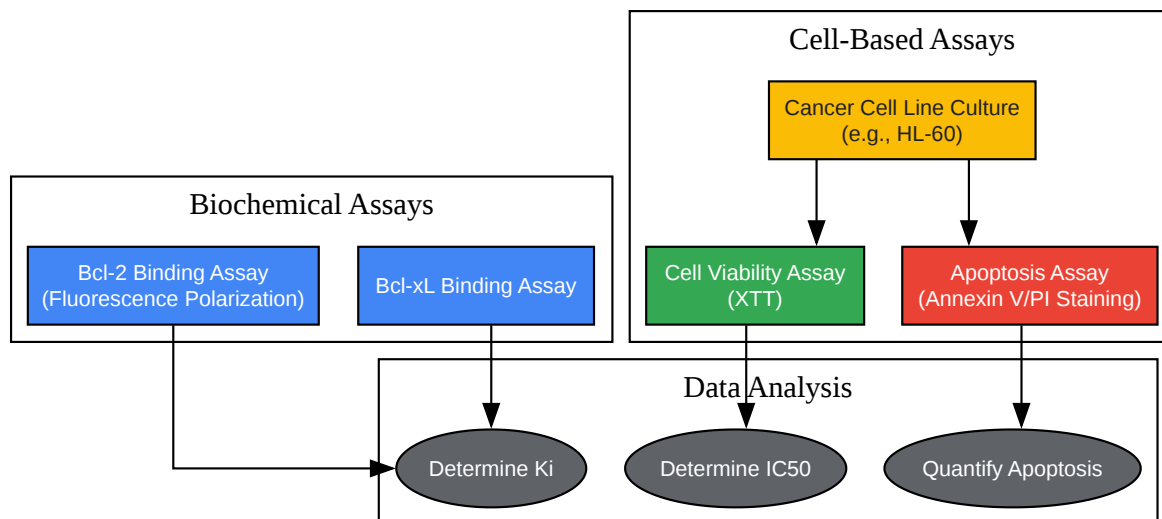 Cell-Based Assays
Cancer Cell Line Culture
(e.g., HL-60)
Biochemical Assays
Bcl-2 Binding Assay
(Fluorescence Polarization)
Bcl-xL Binding Assay
Cell Viability Assay
(XTT)
Apoptosis Assay
(Annexin V/PI Staining)
Data Analysis
Determine Ki
Determine IC50
Quantify Apoptosis